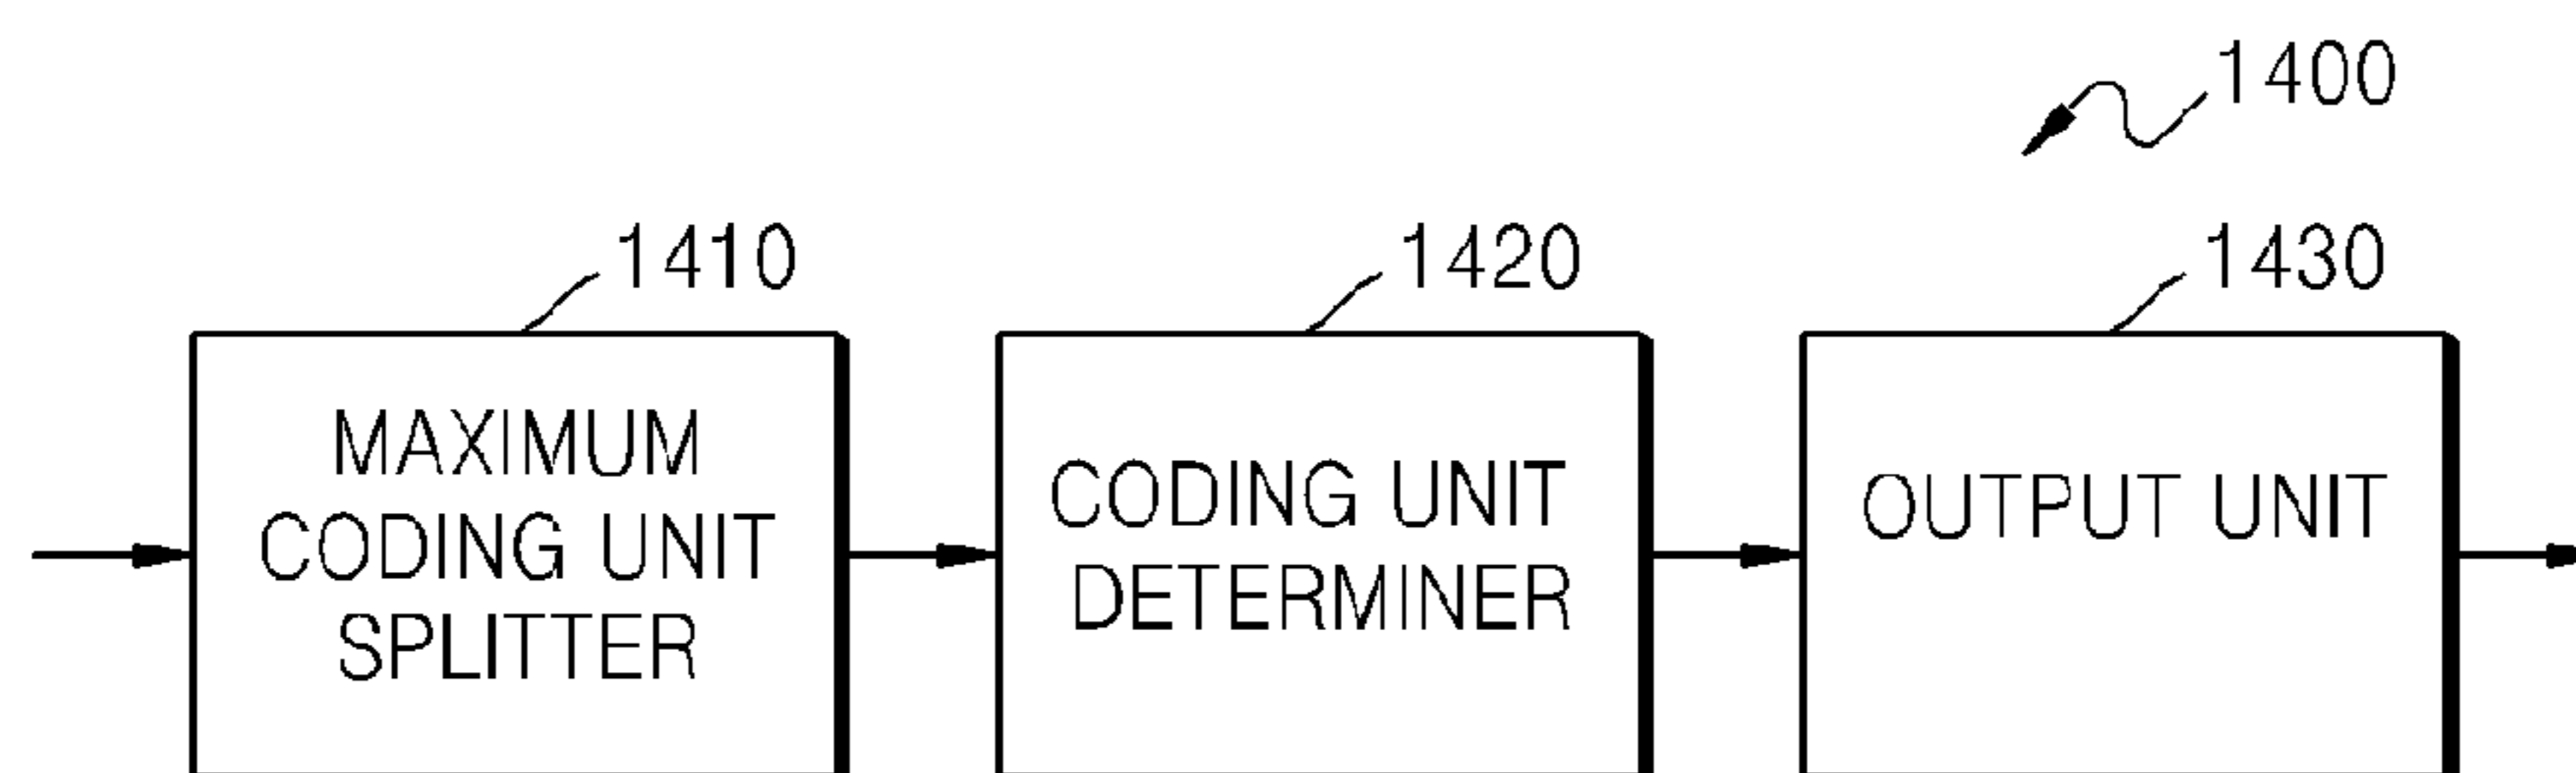 1400
1410
1420
1430
MAXIMUM
CODING UNIT
SPLITTER
CODING UNIT
DETERMINER
OUTPUT UNIT